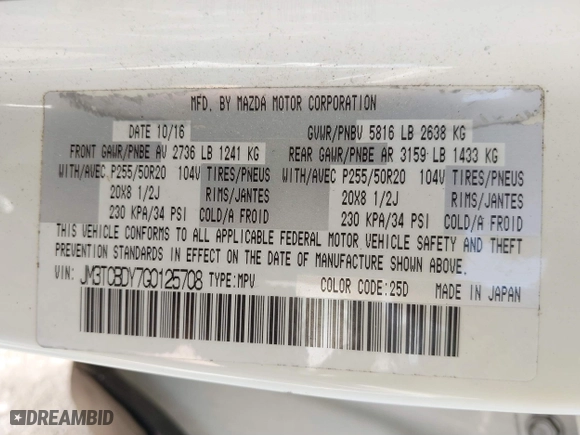 MFD. BY MAZDA MOTOR CORPORATION
DATE 10/16 GVWR/PNBV 5816 LB 2638 KG
FRONT GAWR/PNBE AV 2736 LB 1241 KG REAR GAWR/PNBE AR 3159 LB 1433 KG
WITH/AVEC P255/50R20 104V TIRES/PNEUS WITH/AVEC P255/50R20 104V TIRES/PNEUS
20X8 1/2J RIMS/JANTES 20X8 1/2J RIMS/JANTES
230 KPA/34 PSI COLD/A FROID 230 KPA/34 PSI COLD/A FROID
THIS VEHICLE CONFORMS TO ALL APPLICABLE FEDERAL MOTOR VEHICLE SAFETY AND THEFT
PREVENTION STANDARDS IN EFFECT ON THE DATE OF MANUFACTURE SHOWN ABOVE.
VIN: JM3TCBDY7G0125708 TYPE:MPV COLOR CODE:25D MADE IN JAPAN
DREAMBID